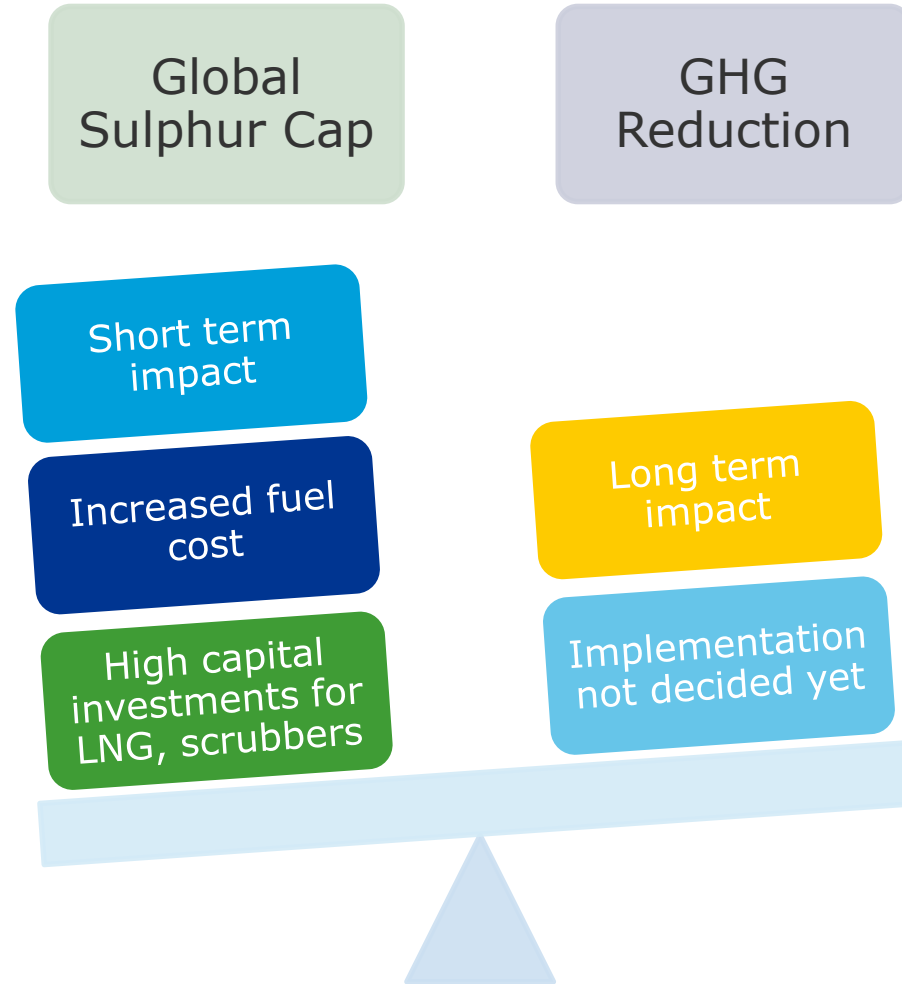 Global
Sulphur Cap
GHG
Reduction
Short term
impact
Increased fuel
cost
High capital
investments for
LNG, scrubbers
Long term
impact
Implementation
not decided yet